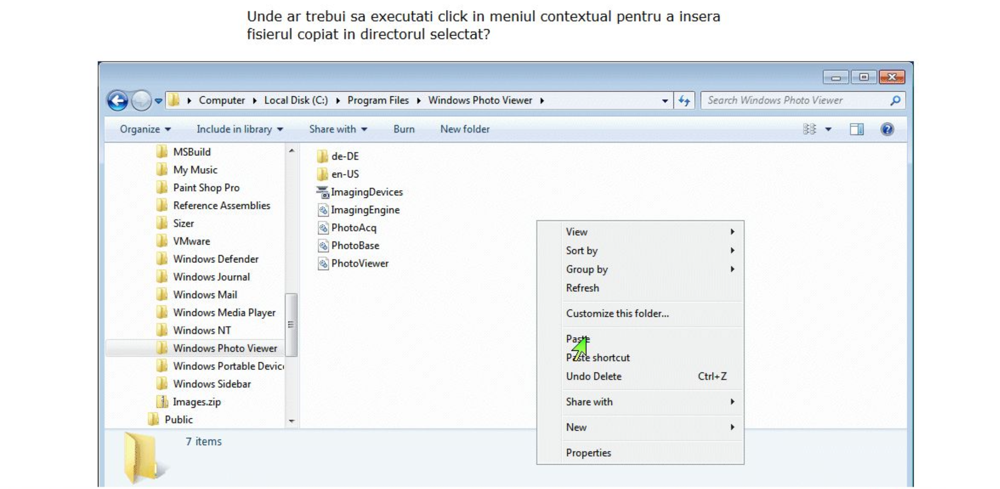 Unde ar trebui sa executati click in meniul contextual pentru a insera
fisierul copiat in directorul selectat?
Computer Local Disk (C:) Program Files Windows Photo Viewer
Search Windows Photo Viewer
Organize Include in library Share with Burn New folder
MSBuild
My Music
Paint Shop Pro
Reference Assemblies
Sizer
VMware
Windows Defender
Windows Journal
Windows Mail
Windows Media Player
Windows NT
Windows Photo Viewer
Windows Portable Devic
Windows Sidebar
Images.zip
Public
de-DE
en-US
ImagingDevices
ImagingEngine
PhotoAcq
PhotoBase
PhotoViewer
View
Sort by
Group by
Refresh
Customize this folder...
Paste
Paste shortcut
Undo Delete Ctrl+Z
Share with
New
Properties
7 items